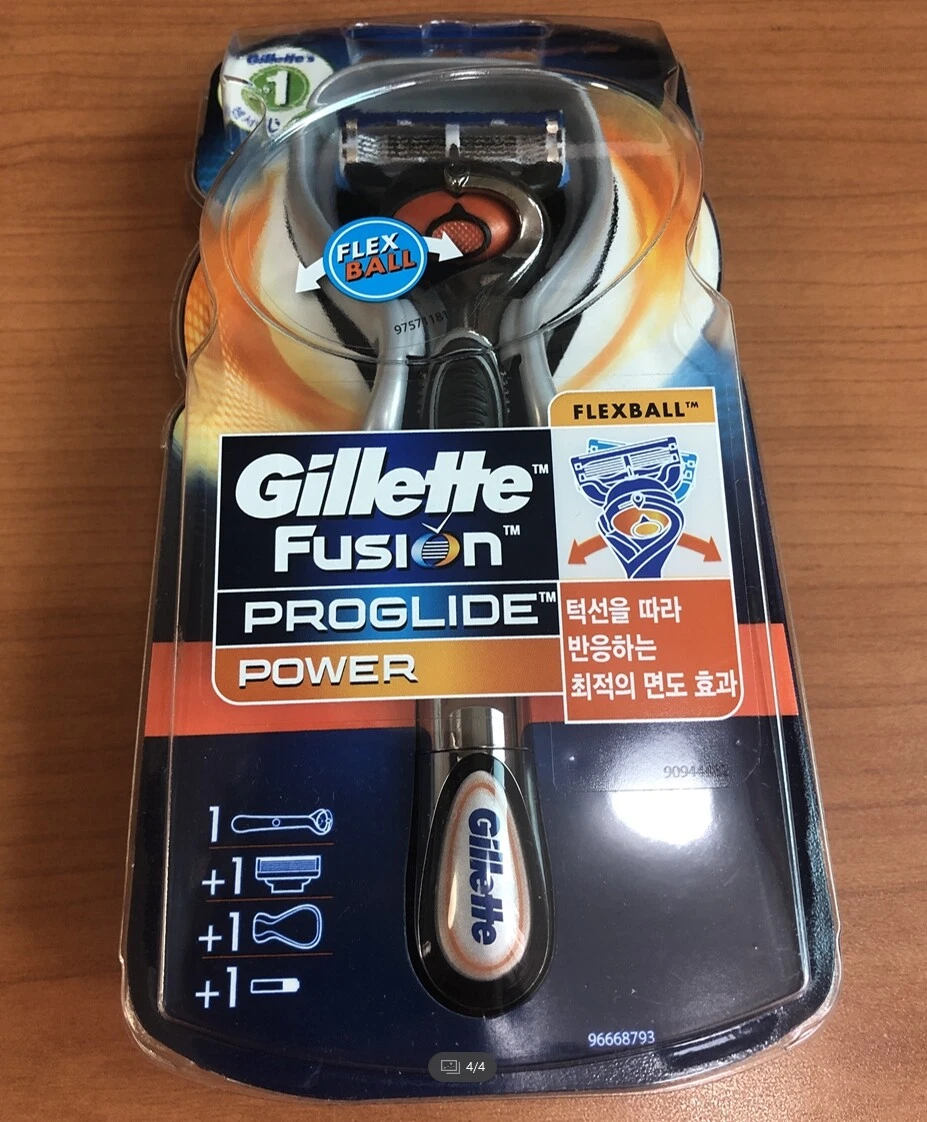 Gillette's
1
FLEX
BALL
FLEXBALL™
Gillette™
Fusion™
PROGLIDE™
POWER
턱선을 따라
반응하는
최적의 면도 효과
1
+1
+1
+1
Gillette
96668793
4/4